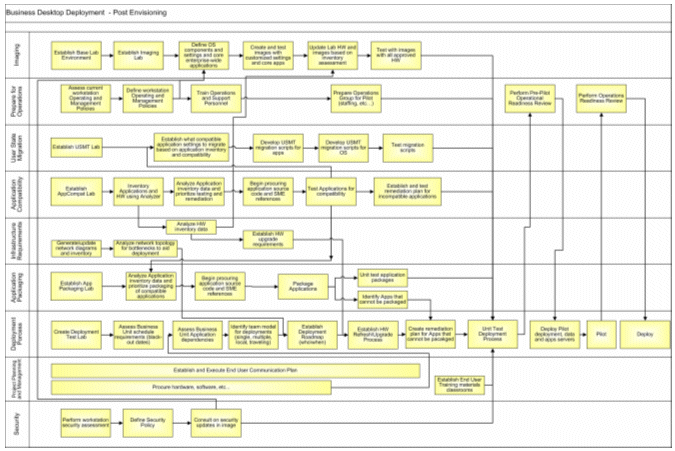 Business Desktop Deployment - Post Envisioning
Imaging
Establish Base Lab
Environment
Establish Imaging
Lab
Define OS
components and
settings and core
enterprise-wide
applications
Create and test
images with
customized settings
and core apps
Update Lab HW and
images based on
inventory
assessment
Test with images
with all approved
HW
Prepare for
Operations
Assess current
workstation
Operating and
Management
Policies
Define workstation
Operating and
Management
Policies
Train Operations
and Support
Personnel
Prepare Operations
Group for Pilot
(staffing, etc...)
Perform Pre-Pilot
Operational
Readiness Review
Perform Operations
Readiness Review
User State
Migration
Establish USMT Lab
Establish what compatible
application settings to migrate
based on application inventory
and compatibility
Develop USMT
migration scripts for
apps
Develop USMT
migration scripts for
OS
Test migration
scripts
Application
Compatibility
Establish
AppCompat Lab
Inventory
Applications and
HW using Analyzer
Analyze Application
inventory data and
prioritize testing and
remediation
Begin procuring
application source
code and SME
references
Test Applications for
compatibility
Establish and test
remediation plan for
incompatible applications
Infrastructure
Requirements
Analyze HW
inventory data
Establish HW
upgrade
requirements
Generate/update
network diagrams
and inventory
Analyze network topology
for bottlenecks to aid
deployment
Application
Packaging
Establish App
Packaging Lab
Analyze Application
inventory data and
prioritize packaging of
compatible applications
Begin procuring
application source
code and SME
references
Package
Applications
Unit test application
packages
Identify Apps that
cannot be packaged
Deployment
Process
Create Deployment
Test Lab
Assess Business
Unit schedule
requirements (black-
out dates)
Assess Business
Unit Application
dependencies
Identify team model
for deployments
(single, multiple,
local, traveling)
Establish
Deployment
Roadmap
(who/when)
Establish HW
Refresh/Upgrade
Process
Create remediation
plan for Apps that
cannot be pacakged
Unit Test
Deployment
Process
Deploy Pilot
deployment, data
and apps servers
Pilot
Deploy
Project Planning
and Management
Establish and Execute End User Communication Plan
Procure hardware, software, etc...
Establish End User
Training materials
classrooms
Security
Perform workstation
security assessment
Define Security
Policy
Consult on security
updates in image